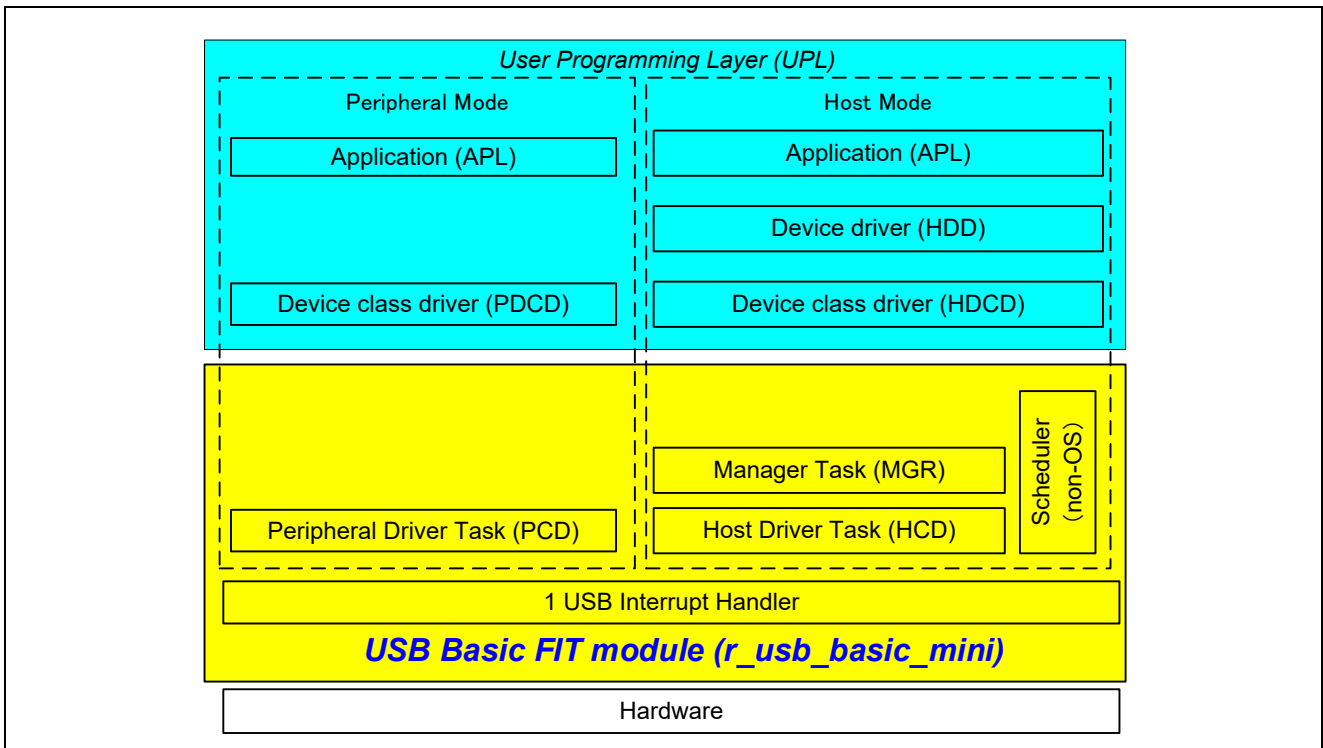 User Programming Layer (UPL)
Peripheral Mode
Host Mode
Application (APL)
Application (APL)
Device driver (HDD)
Device class driver (PDCD)
Device class driver (HDCD)
Manager Task (MGR)
Scheduler
(non-OS)
Peripheral Driver Task (PCD)
Host Driver Task (HCD)
1 USB Interrupt Handler
USB Basic FIT module (r_usb_basic_mini)
Hardware